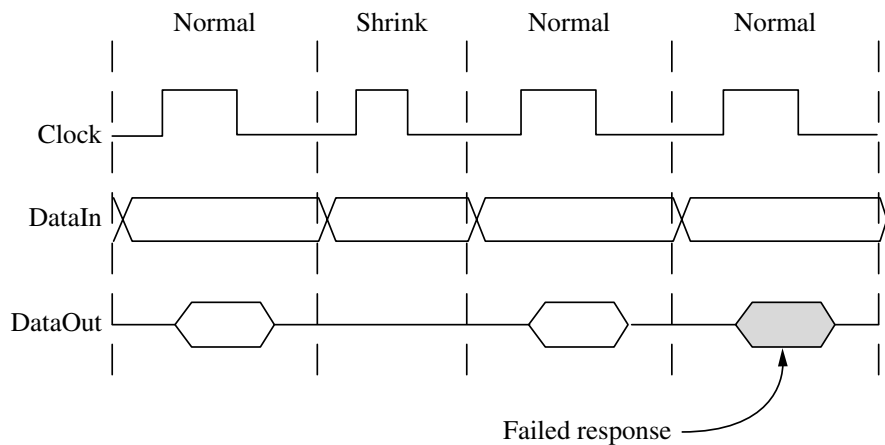 Normal Shrink Normal Normal
Clock
DataIn
DataOut
Failed response